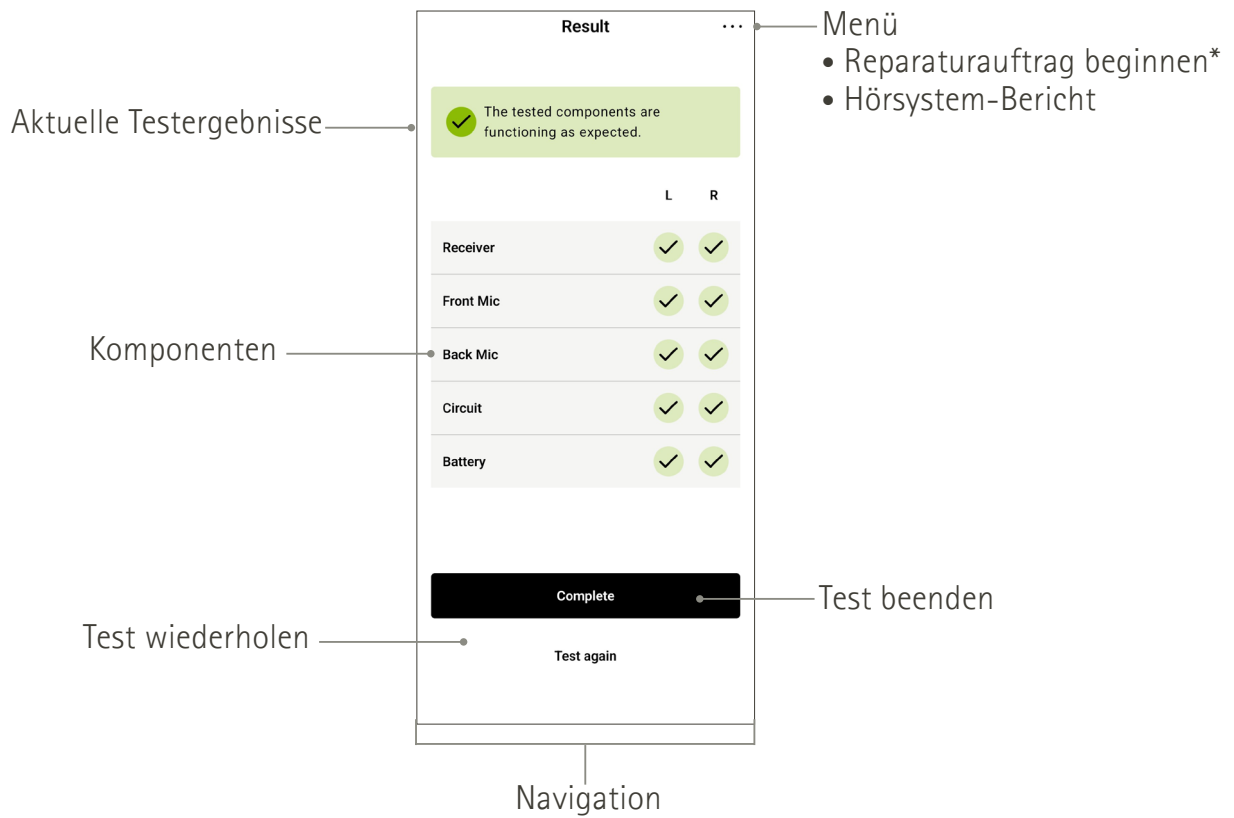 Result
...
Menü
• Reparaturauftrag beginnen*
• Hörsystem-Bericht
Aktuelle Testergebnisse
The tested components are
functioning as expected.
L R
Receiver
Front Mic
Komponenten
Back Mic
Circuit
Battery
Complete
Test beenden
Test wiederholen
Test again
Navigation